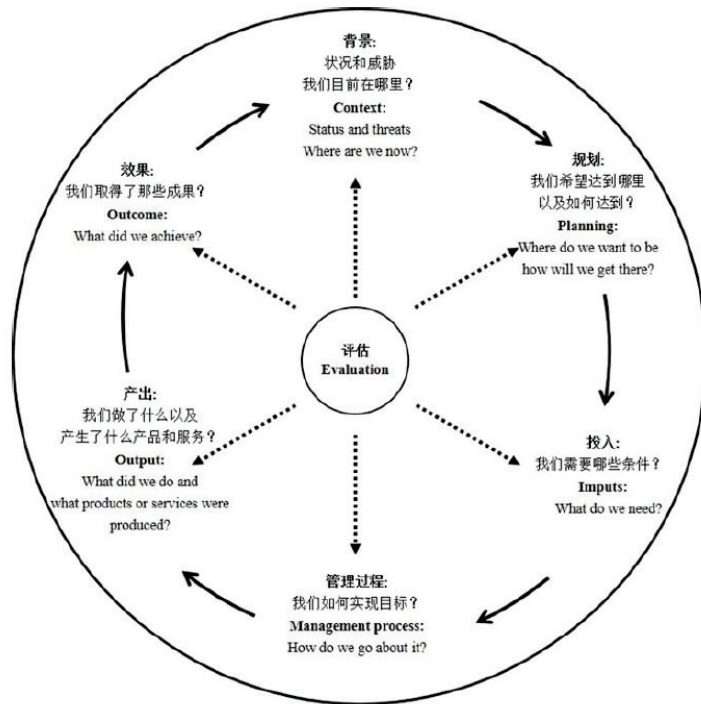 背景:
状况和威胁
我们目前在哪里？
Context:
Status and threats
Where are we now?
规划:
我们希望达到哪里
以及如何达到？
Planning:
Where do we want to be
how will we get there?
投入:
我们需要哪些条件？
Imputs:
What do we need?
管理过程:
我们如何实现目标？
Management process:
How do we go about it?
产出:
我们做了什么以及
产生了什么产品和服务？
Output:
What did we do and
what products or services were
produced?
效果:
我们取得了那些成果？
Outcome:
What did we achieve?
评估
Evaluation